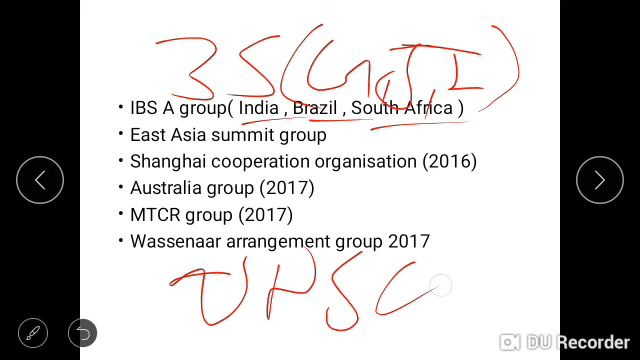 35(G,J,I)
• IBS A group( India , Brazil , South Africa )
• East Asia summit group
• Shanghai cooperation organisation (2016)
• Australia group (2017)
• MTCR group (2017)
• Wassenaar arrangement group 2017
UPSC
DU Recorder